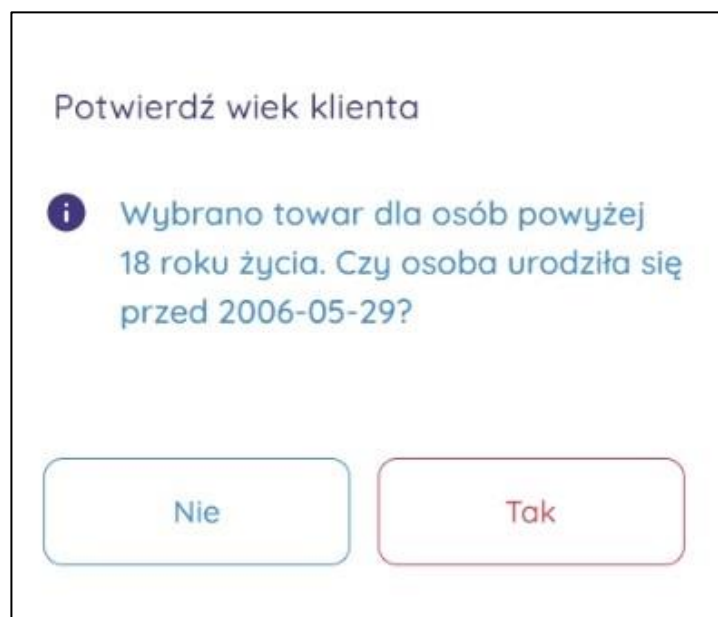 Potwierdź wiek klienta
Wybrano towar dla osób powyżej
18 roku życia. Czy osoba urodziła się
przed 2006-05-29?
Nie
Tak